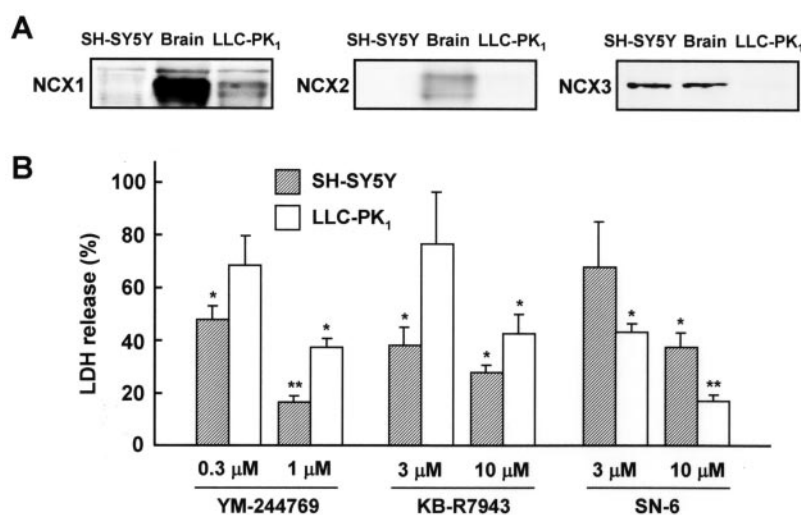 A
SH-SY5Y Brain LLC-PK₁ SH-SY5Y Brain LLC-PK₁ SH-SY5Y Brain LLC-PK₁
NCX1 NCX2 NCX3
B
SH-SY5Y
LLC-PK₁
LDH release (%)
100
80
60
40
20
0
* ** * * * * * * **
0.3 μM 1 μM 3 μM 10 μM 3 μM 10 μM
YM-244769 KB-R7943 SN-6